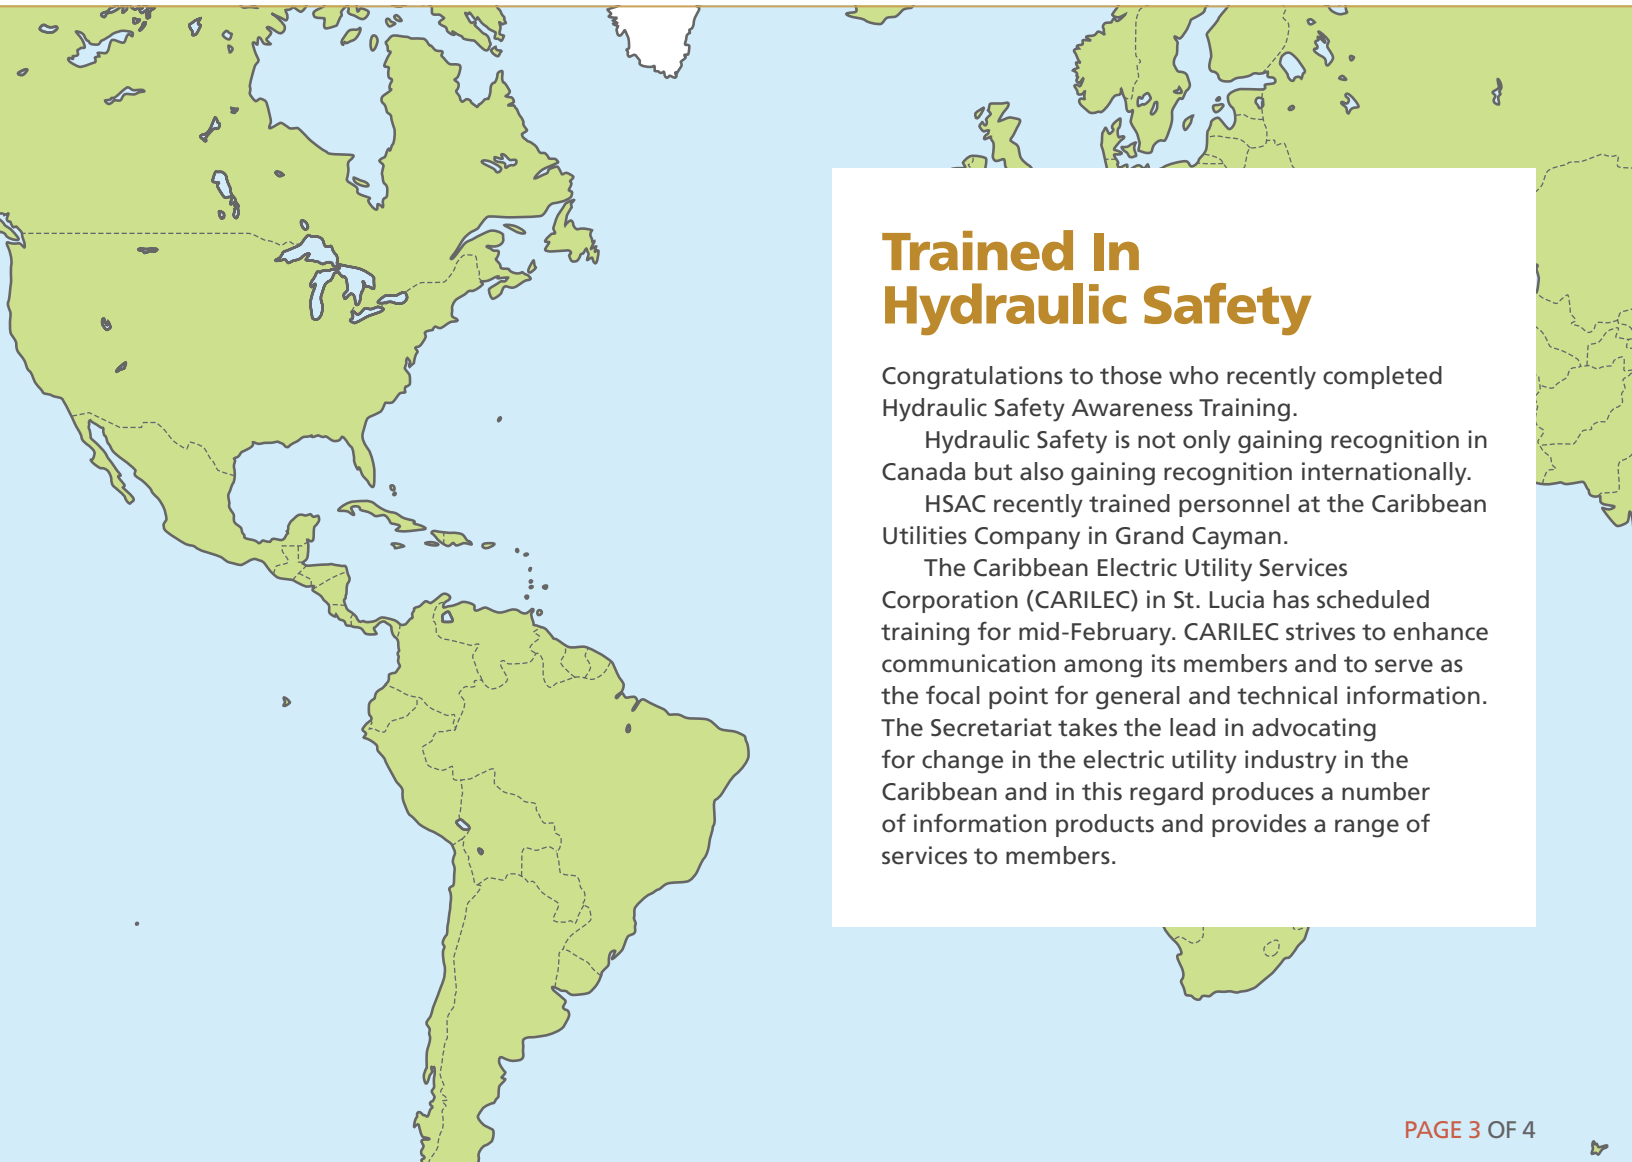 Trained In
Hydraulic Safety
Congratulations to those who recently completed
Hydraulic Safety Awareness Training.
Hydraulic Safety is not only gaining recognition in
Canada but also gaining recognition internationally.
HSAC recently trained personnel at the Caribbean
Utilities Company in Grand Cayman.
The Caribbean Electric Utility Services
Corporation (CARILEC) in St. Lucia has scheduled
training for mid-February. CARILEC strives to enhance
communication among its members and to serve as
the focal point for general and technical information.
The Secretariat takes the lead in advocating
for change in the electric utility industry in the
Caribbean and in this regard produces a number
of information products and provides a range of
services to members.
PAGE 3 OF 4